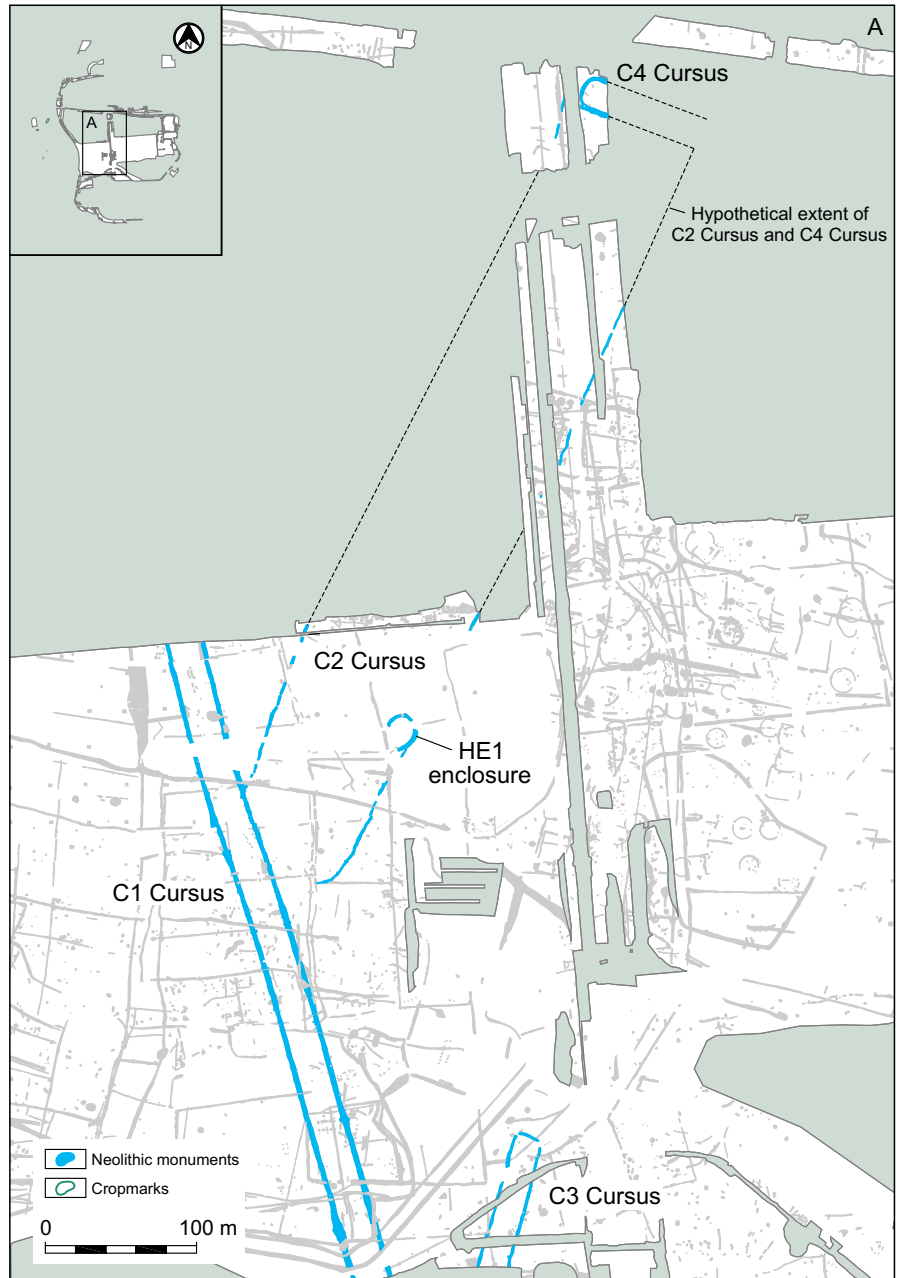 A
N
A
C4 Cursus
Hypothetical extent of
C2 Cursus and C4 Cursus
C2 Cursus
HE1
enclosure
C1 Cursus
C3 Cursus
Neolithic monuments
Cropmarks
0 100 m